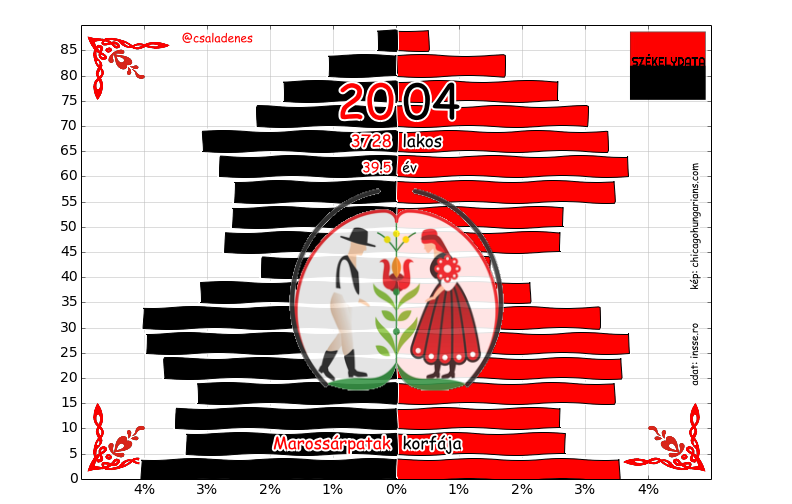 @csaladenes
SZÉKELYDATA
2004
3728 lakos
39.5 év
kép: chicagohungarians.com
adat: insse.ro
Marossárpatak korfája
85
80
75
70
65
60
55
50
45
40
35
30
25
20
15
10
5
0
4% 3% 2% 1% 0% 1% 2% 3% 4%